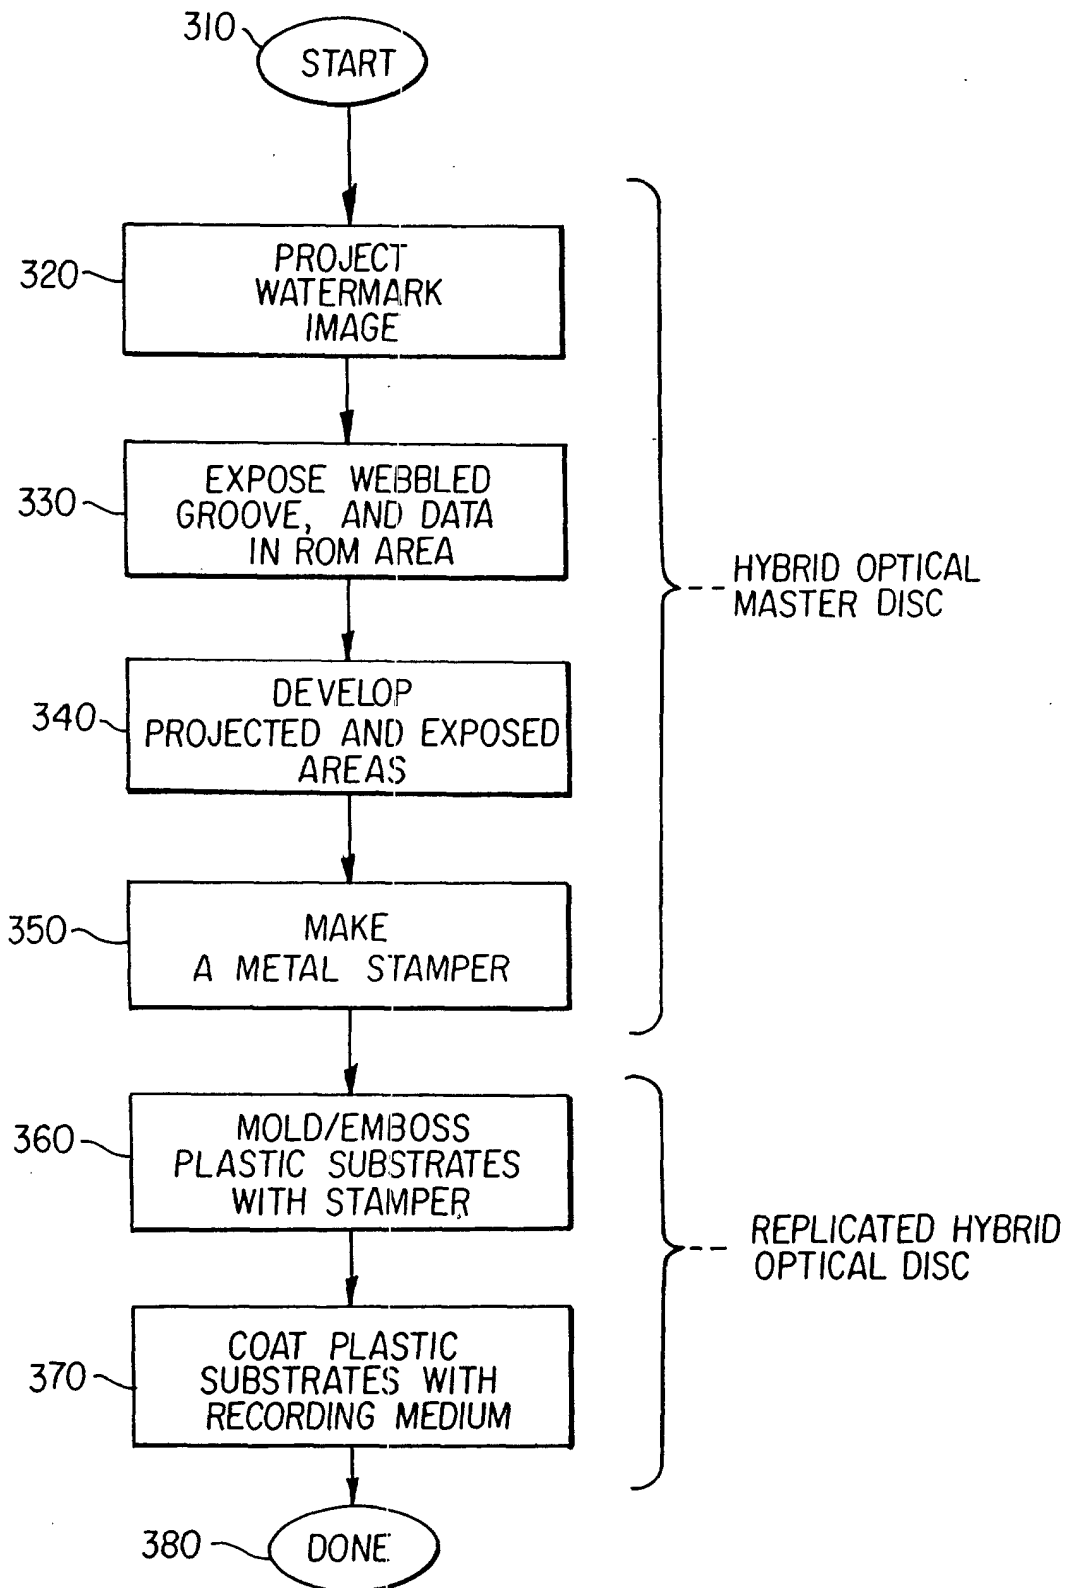 310
START
320
PROJECT
WATERMARK
IMAGE
330
EXPOSE WEBBLED
GROOVE, AND DATA
IN ROM AREA
340
DEVELOP
PROJECTED AND EXPOSED
AREAS
350
MAKE
A METAL STAMPER
HYBRID OPTICAL
MASTER DISC
360
MOLD/EMBOSS
PLASTIC SUBSTRATES
WITH STAMPER
370
COAT PLASTIC
SUBSTRATES WITH
RECORDING MEDIUM
REPLICATED HYBRID
OPTICAL DISC
380
DONE